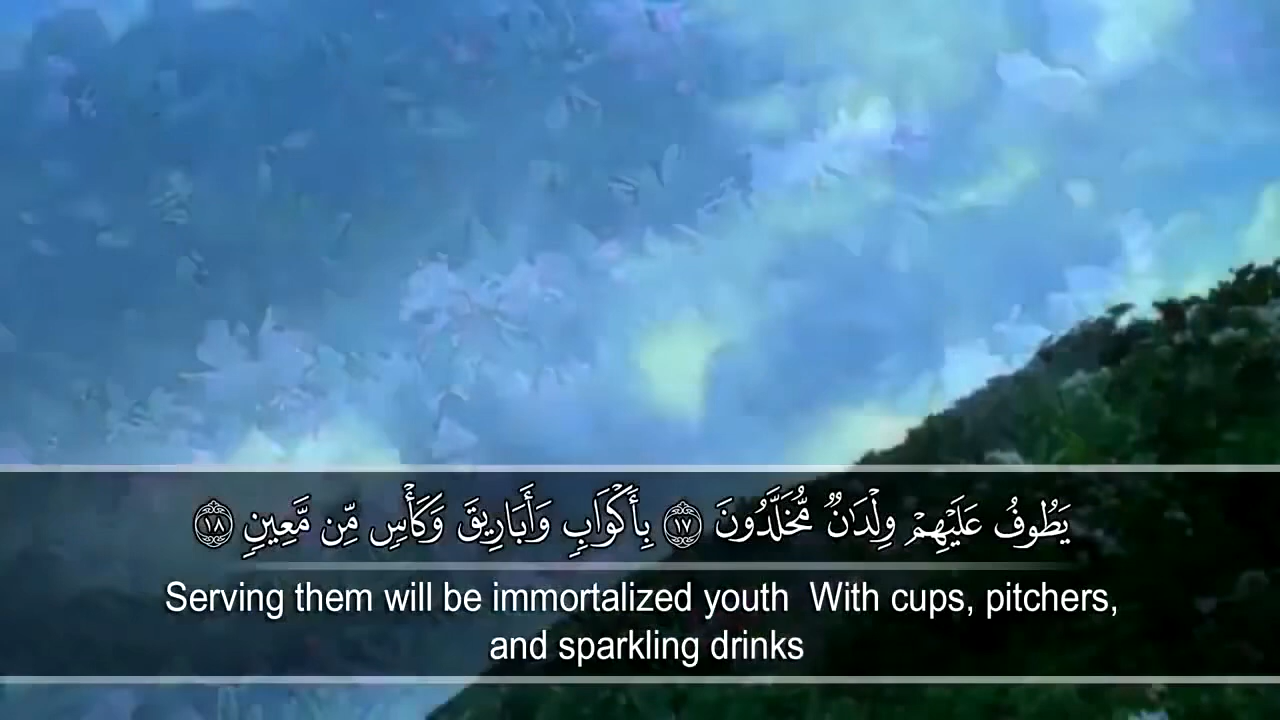 يَطُوفُ عَلَيْهِمْ وِلْدَٰنٌ مُّخَلَّدُونَ ١٧ بِأَكْوَابٍ وَأَبَارِيقَ وَكَأْسٍ مِّن مَّعِينٍ ١٨
Serving them will be immortalized youth With cups, pitchers,
and sparkling drinks